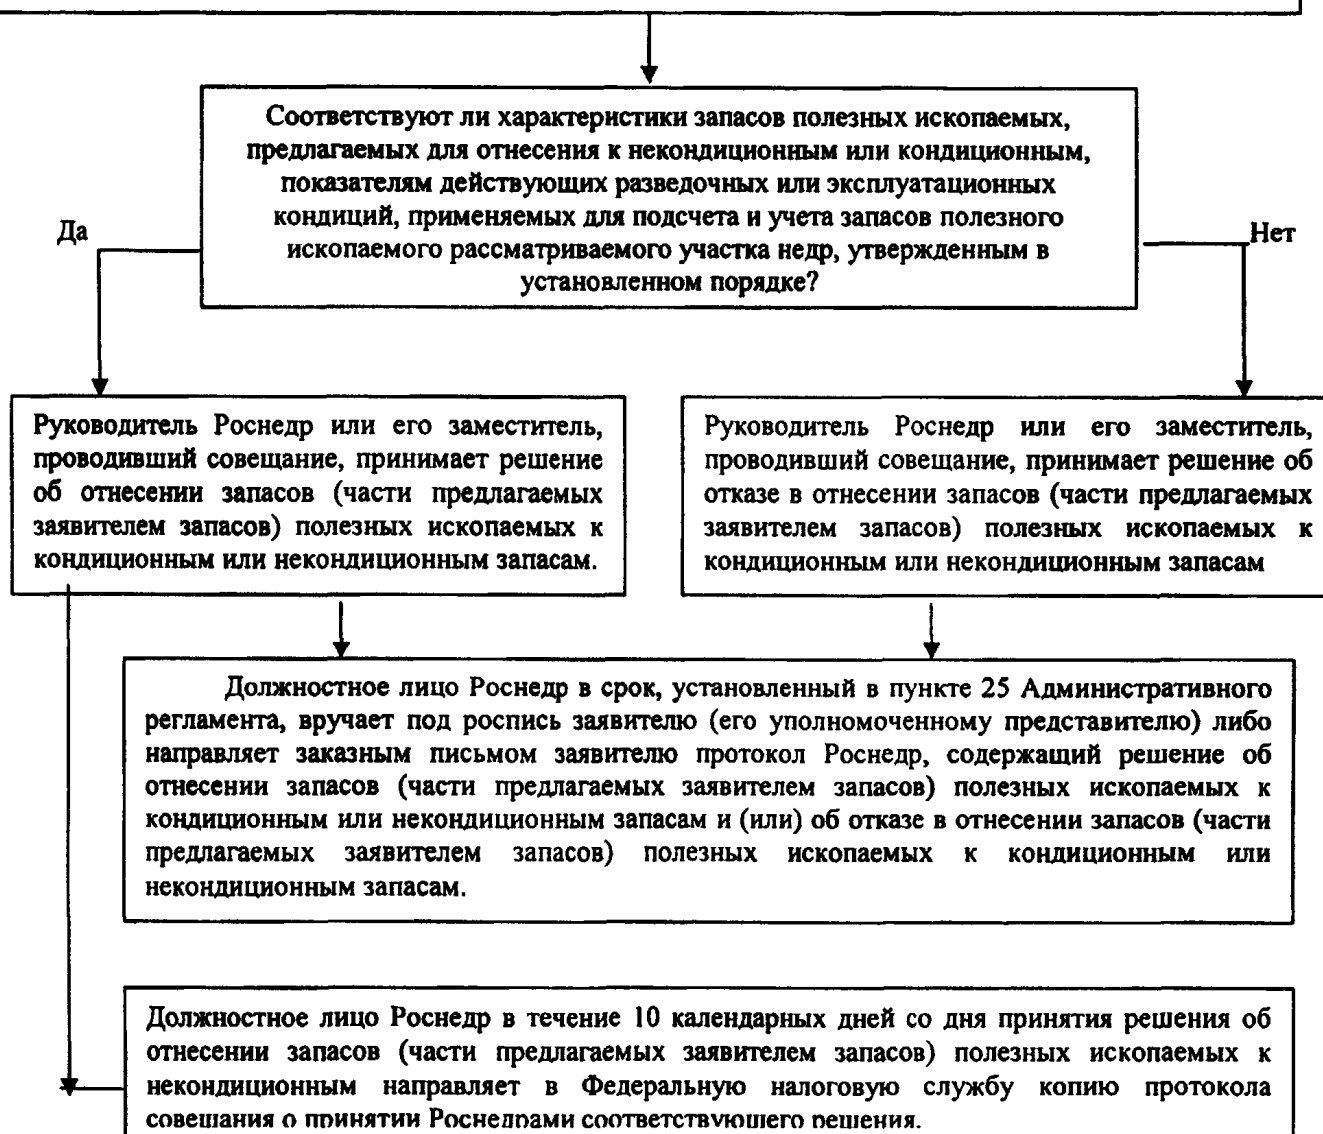 Соответствуют ли характеристики запасов полезных ископаемых,
предлагаемых для отнесения к некондиционным или кондиционным,
показателям действующих разведочных или эксплуатационных
кондиций, применяемых для подсчета и учета запасов полезного
ископаемого рассматриваемого участка недр, утвержденным в
установленном порядке?
Да
Нет
Руководитель Роснедр или его заместитель,
проводивший совещание, принимает решение
об отнесении запасов (части предлагаемых
заявителем запасов) полезных ископаемых к
кондиционным или некондиционным запасам.
Руководитель Роснедр или его заместитель,
проводивший совещание, принимает решение об
отказе в отнесении запасов (части предлагаемых
заявителем запасов) полезных ископаемых к
кондиционным или некондиционным запасам
Должностное лицо Роснедр в срок, установленный в пункте 25 Административного
регламента, вручает под роспись заявителю (его уполномоченному представителю) либо
направляет заказным письмом заявителю протокол Роснедр, содержащий решение об
отнесении запасов (части предлагаемых заявителем запасов) полезных ископаемых к
кондиционным или некондиционным запасам и (или) об отказе в отнесении запасов (части
предлагаемых заявителем запасов) полезных ископаемых к кондиционным или
некондиционным запасам.
Должностное лицо Роснедр в течение 10 календарных дней со дня принятия решения об
отнесении запасов (части предлагаемых заявителем запасов) полезных ископаемых к
некондиционным направляет в Федеральную налоговую службу копию протокола
совещания о принятии Роснедрами соответствующего решения.